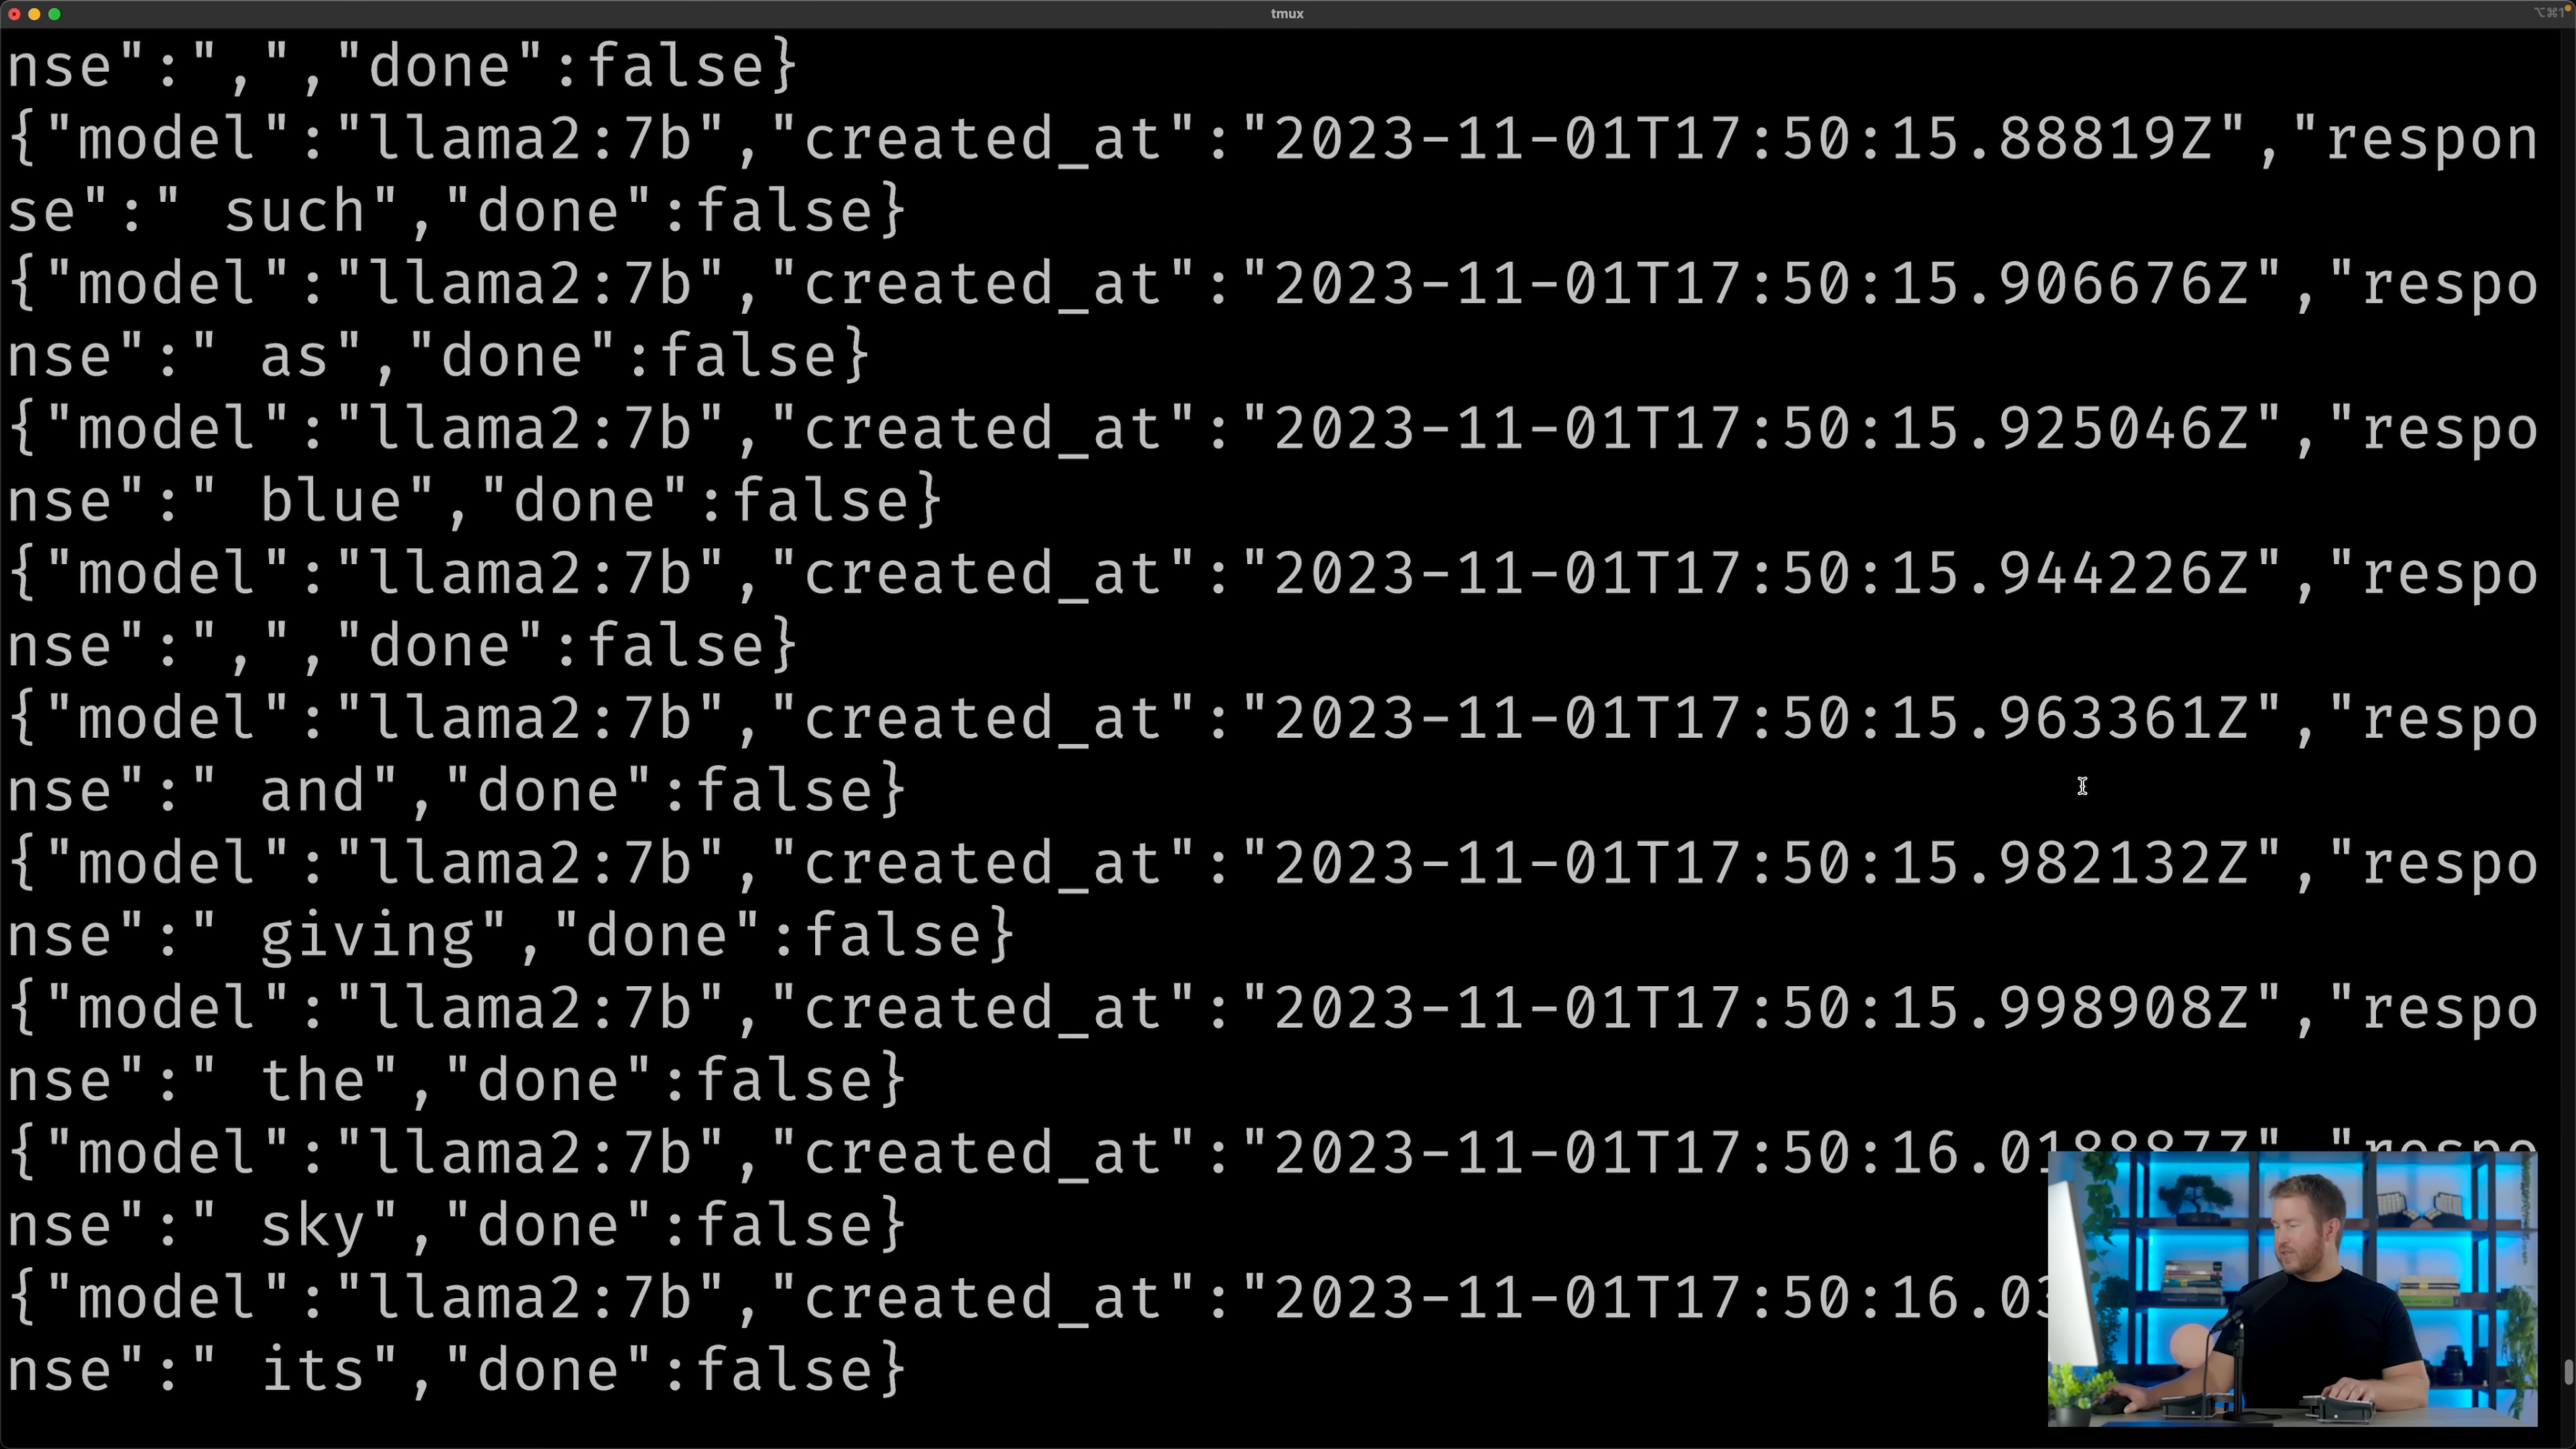 tmux
⌥⌘1
nse":",","done":false}
{"model":"llama2:7b","created_at":"2023-11-01T17:50:15.88819Z","respon
se":" such","done":false}
{"model":"llama2:7b","created_at":"2023-11-01T17:50:15.906676Z","respo
nse":" as","done":false}
{"model":"llama2:7b","created_at":"2023-11-01T17:50:15.925046Z","respo
nse":" blue","done":false}
{"model":"llama2:7b","created_at":"2023-11-01T17:50:15.944226Z","respo
nse":",","done":false}
{"model":"llama2:7b","created_at":"2023-11-01T17:50:15.963361Z","respo
nse":" and","done":false}
{"model":"llama2:7b","created_at":"2023-11-01T17:50:15.982132Z","respo
nse":" giving","done":false}
{"model":"llama2:7b","created_at":"2023-11-01T17:50:15.998908Z","respo
nse":" the","done":false}
{"model":"llama2:7b","created_at":"2023-11-01T17:50:16.018887Z","respo
nse":" sky","done":false}
{"model":"llama2:7b","created_at":"2023-11-01T17:50:16.03
nse":" its","done":false}